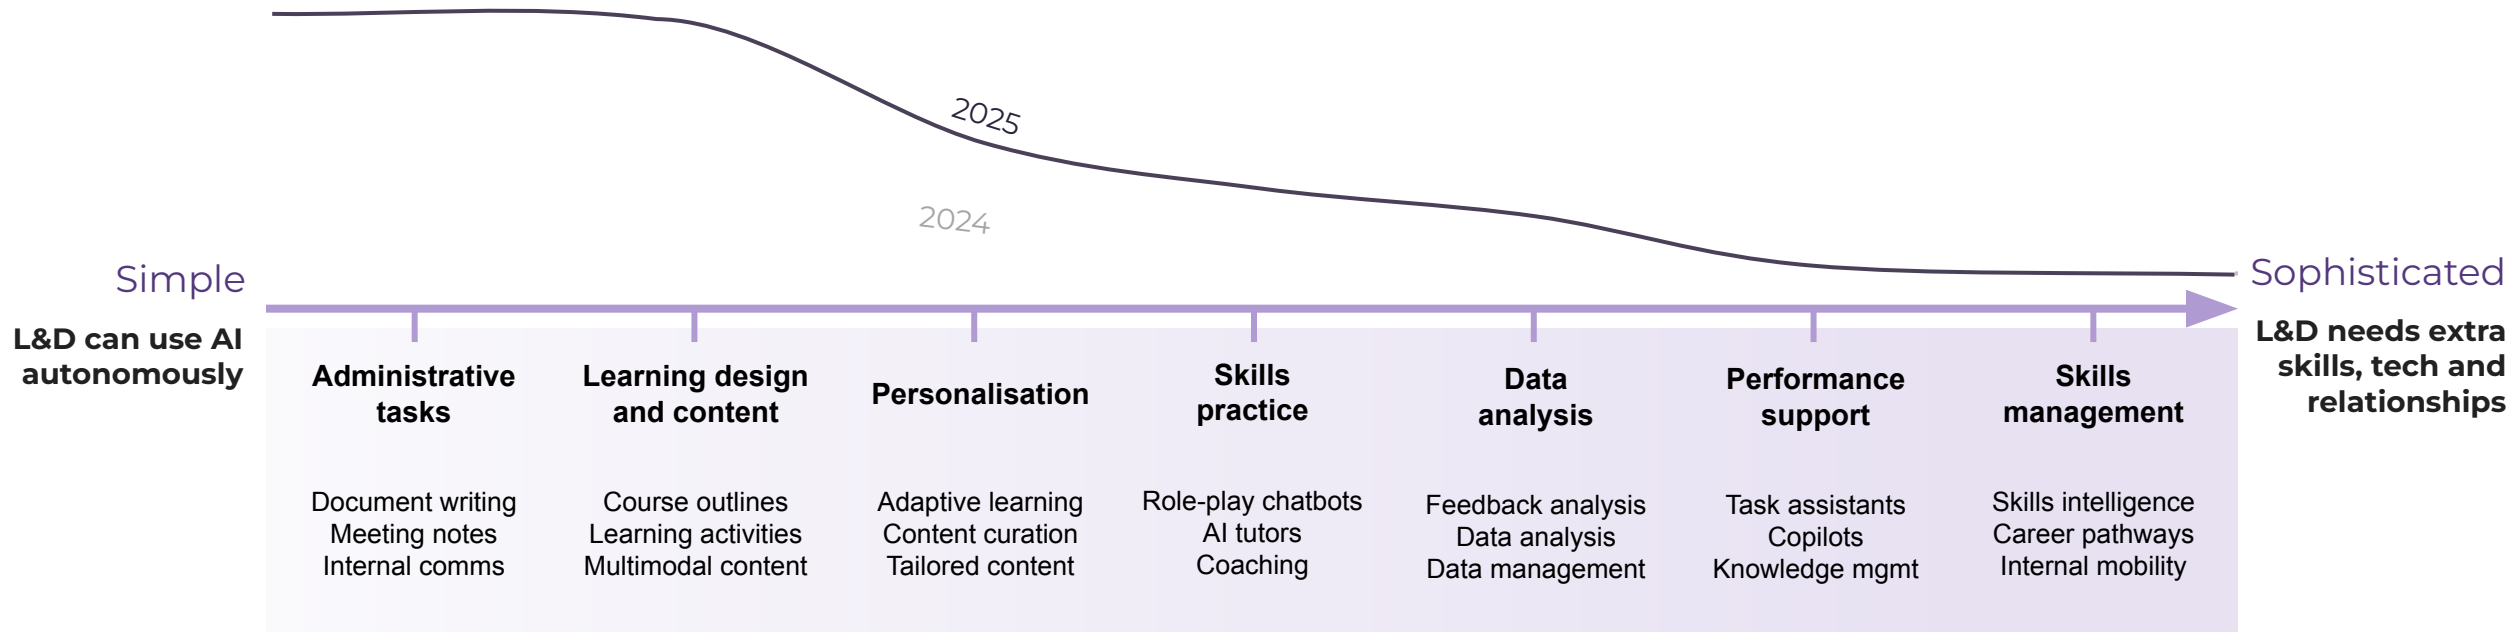 2025
2024
Simple
Sophisticated
L&D can use AI
autonomously
L&D needs extra
skills, tech and
relationships
Administrative
tasks
Document writing
Meeting notes
Internal comms
Learning design
and content
Course outlines
Learning activities
Multimodal content
Personalisation
Adaptive learning
Content curation
Tailored content
Skills
practice
Role-play chatbots
AI tutors
Coaching
Data
analysis
Feedback analysis
Data analysis
Data management
Performance
support
Task assistants
Copilots
Knowledge mgmt
Skills
management
Skills intelligence
Career pathways
Internal mobility